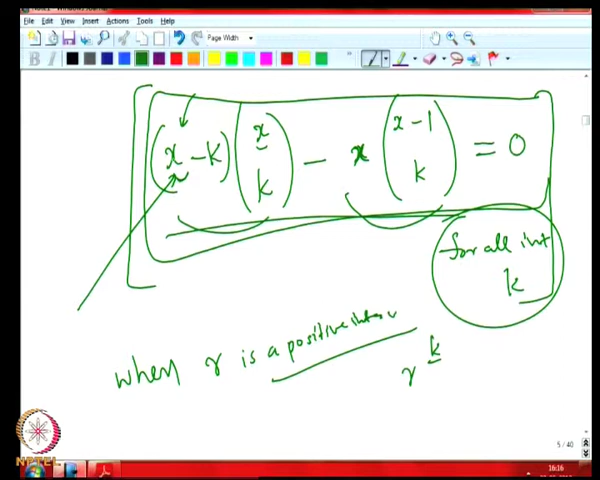 File Edit View Insert Actions Tools Help
Page Width
(x - k) (x k) - x (x - 1 k) = 0
for all int
k
when r is a positive
r k
5 / 40
NPTEL
16:16